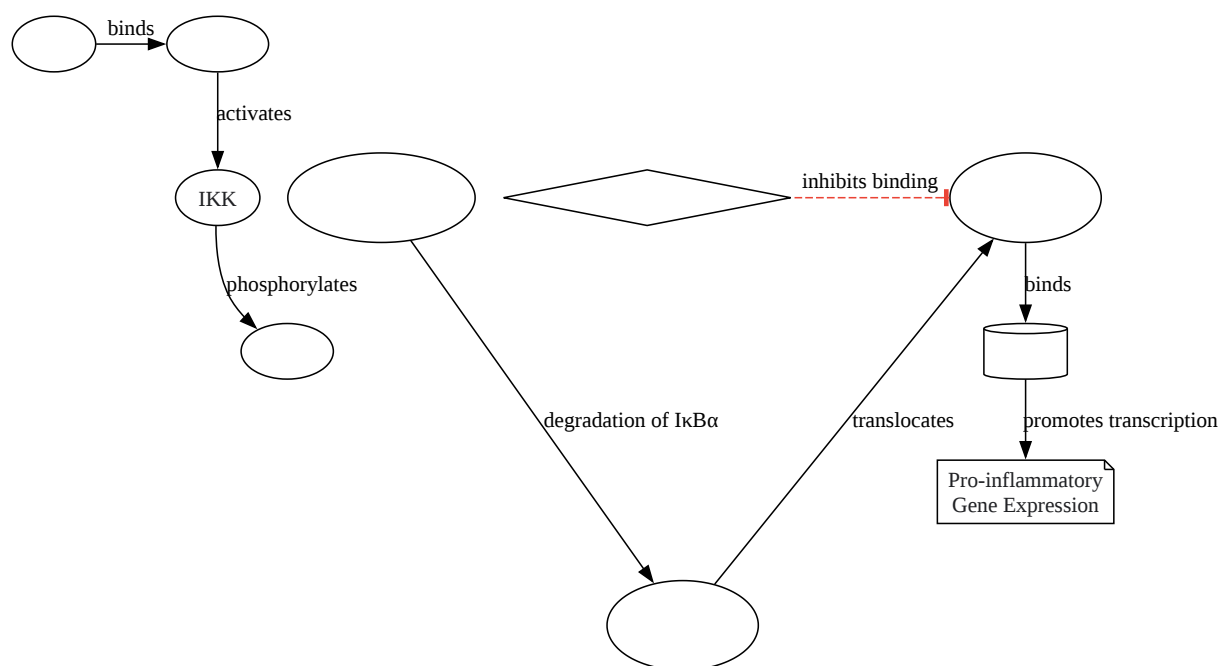 binds
activates
inhibits binding
IKK
phosphorylates
binds
degradation of IκBα
translocates
promotes transcription
Pro-inflammatory
Gene Expression